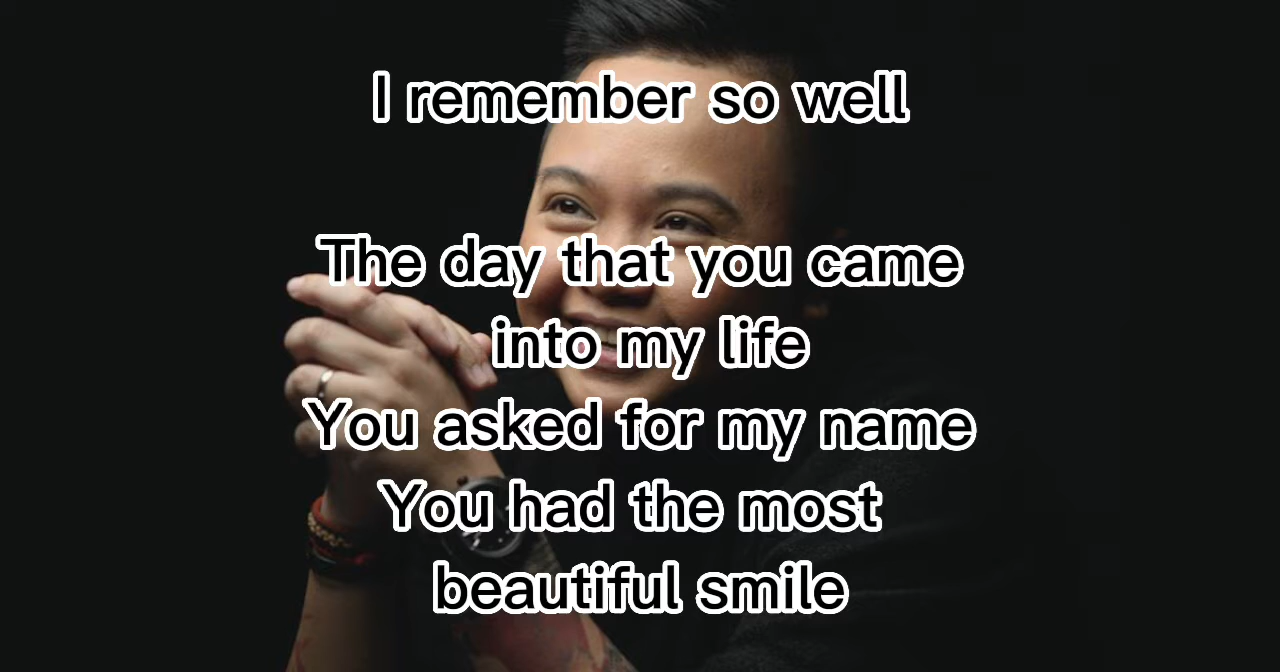 I remember so well
The day that you came
into my life
You asked for my name
You had the most
beautiful smile